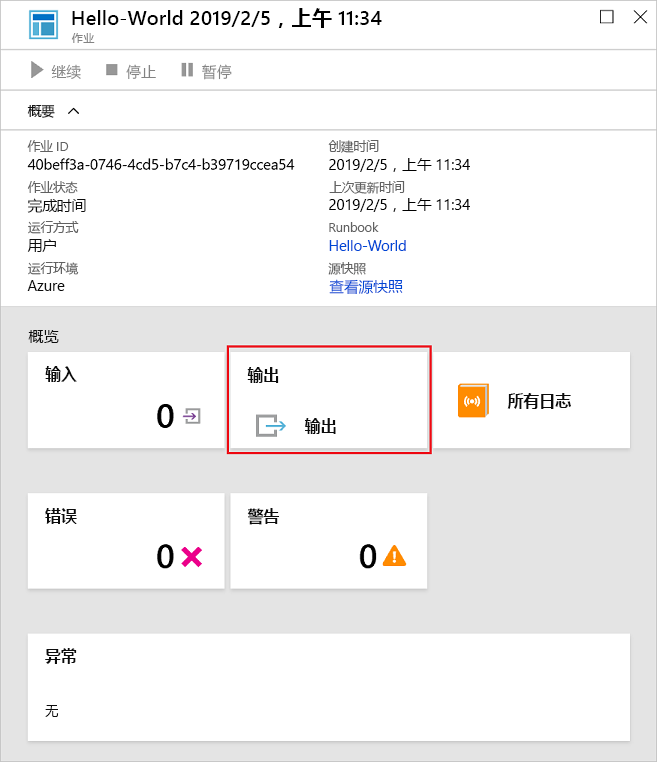 Hello-World 2019/2/5，上午 11:34
作业
继续 停止 暂停
概要
作业 ID 创建时间
40beff3a-0746-4cd5-b7c4-b39719ccea54 2019/2/5，上午 11:34
作业状态 上次更新时间
完成时间 2019/2/5，上午 11:34
运行方式 Runbook
用户 Hello-World
运行环境 源快照
Azure 查看源快照
概览
输入 输出
0 输出 所有日志
错误 警告
0 0
异常
无